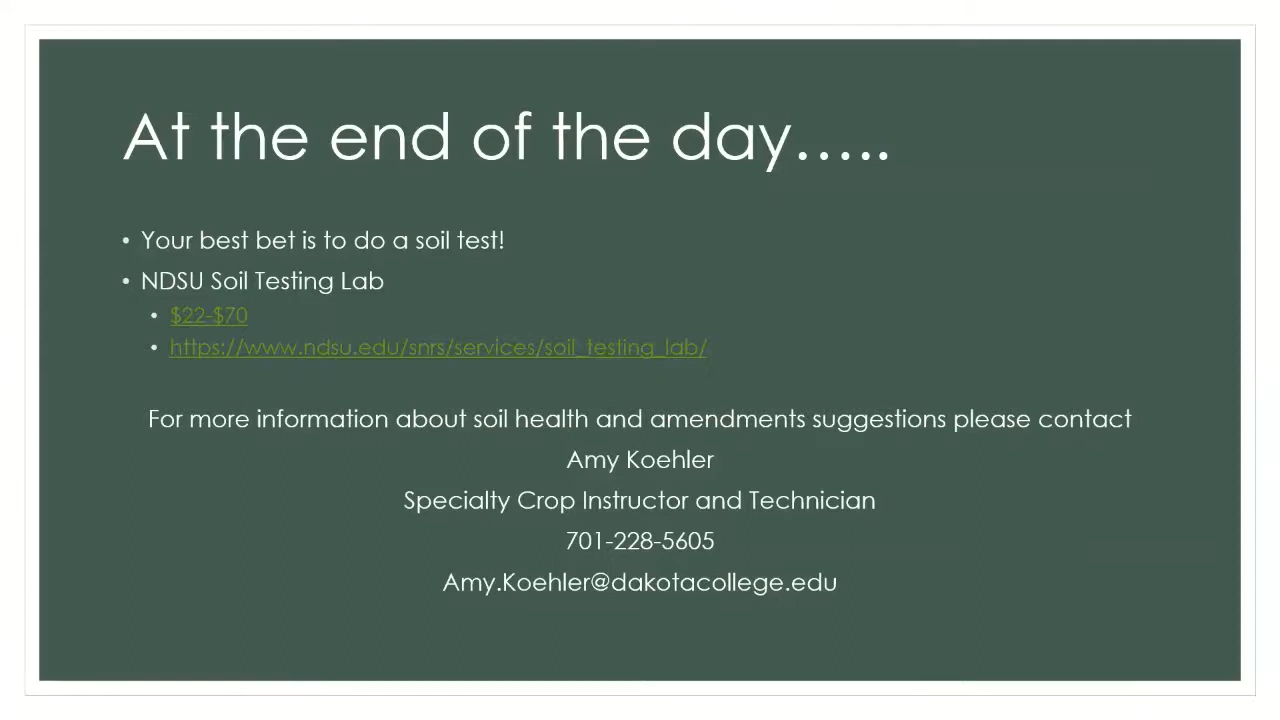 At the end of the day…..
• Your best bet is to do a soil test!
• NDSU Soil Testing Lab
• $22-$70
• https://www.ndsu.edu/snrs/services/soil_testing_lab/
For more information about soil health and amendments suggestions please contact
Amy Koehler
Specialty Crop Instructor and Technician
701-228-5605
Amy.Koehler@dakotacollege.edu